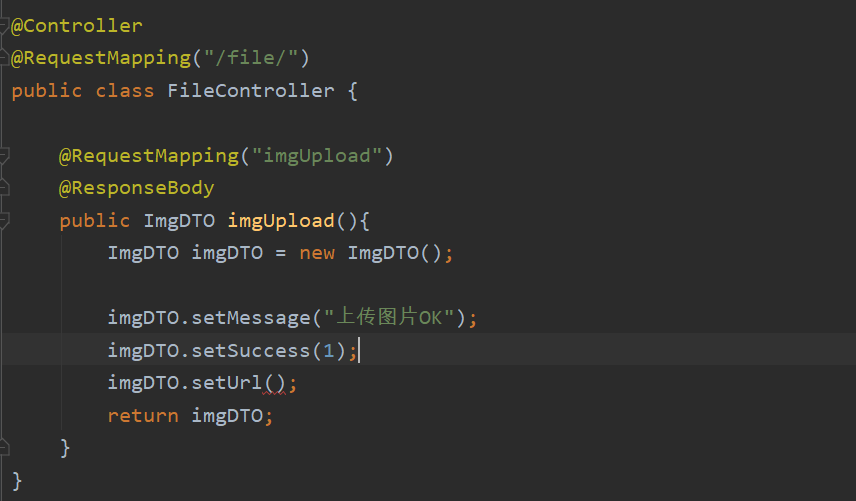 @Controller
@RequestMapping("/file/")
public class FileController {
@RequestMapping("imgUpload")
@ResponseBody
public ImgDTO imgUpload(){
ImgDTO imgDTO = new ImgDTO();
imgDTO.setMessage("上传图片OK");
imgDTO.setSuccess(1);
imgDTO.setUrl();
return imgDTO;
}
}